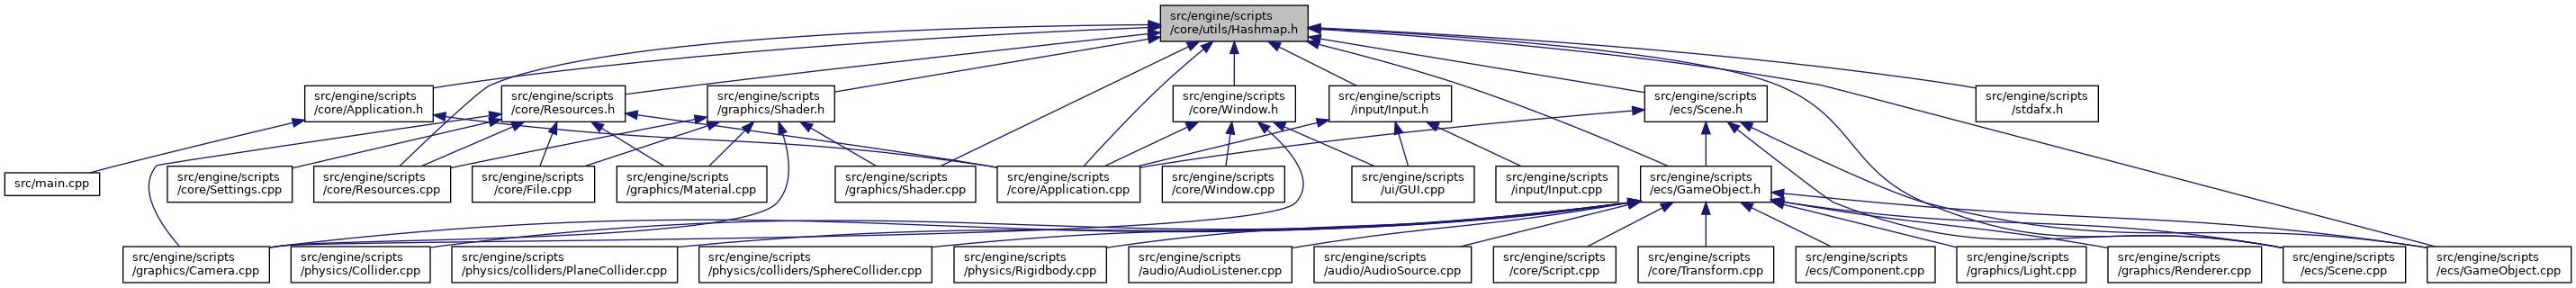 src/engine/scripts
/core/utils/Hashmap.h
src/engine/scripts
/core/Application.h
src/engine/scripts
/core/Resources.h
src/engine/scripts
/graphics/Shader.h
src/engine/scripts
/core/Window.h
src/engine/scripts
/input/Input.h
src/engine/scripts
/ecs/Scene.h
src/engine/scripts
/stdafx.h
src/main.cpp
src/engine/scripts
/core/Settings.cpp
src/engine/scripts
/core/Resources.cpp
src/engine/scripts
/core/File.cpp
src/engine/scripts
/graphics/Material.cpp
src/engine/scripts
/graphics/Shader.cpp
src/engine/scripts
/core/Application.cpp
src/engine/scripts
/core/Window.cpp
src/engine/scripts
/ui/GUI.cpp
src/engine/scripts
/input/Input.cpp
src/engine/scripts
/ecs/GameObject.h
src/engine/scripts
/graphics/Camera.cpp
src/engine/scripts
/physics/Collider.cpp
src/engine/scripts
/physics/colliders/PlaneCollider.cpp
src/engine/scripts
/physics/colliders/SphereCollider.cpp
src/engine/scripts
/physics/Rigidbody.cpp
src/engine/scripts
/audio/AudioListener.cpp
src/engine/scripts
/audio/AudioSource.cpp
src/engine/scripts
/core/Script.cpp
src/engine/scripts
/core/Transform.cpp
src/engine/scripts
/ecs/Component.cpp
src/engine/scripts
/graphics/Light.cpp
src/engine/scripts
/graphics/Renderer.cpp
src/engine/scripts
/ecs/Scene.cpp
src/engine/scripts
/ecs/GameObject.cpp